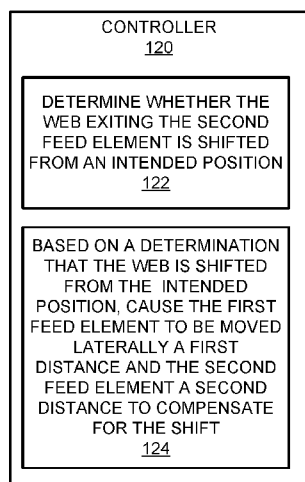 CONTROLLER
120
DETERMINE WHETHER THE
WEB EXITING THE SECOND
FEED ELEMENT IS SHIFTED
FROM AN INTENDED POSITION
122
BASED ON A DETERMINATION
THAT THE WEB IS SHIFTED
FROM THE INTENDED
POSITION, CAUSE THE FIRST
FEED ELEMENT TO BE MOVED
LATERALLY A FIRST
DISTANCE AND THE SECOND
FEED ELEMENT A SECOND
DISTANCE TO COMPENSATE
FOR THE SHIFT
124